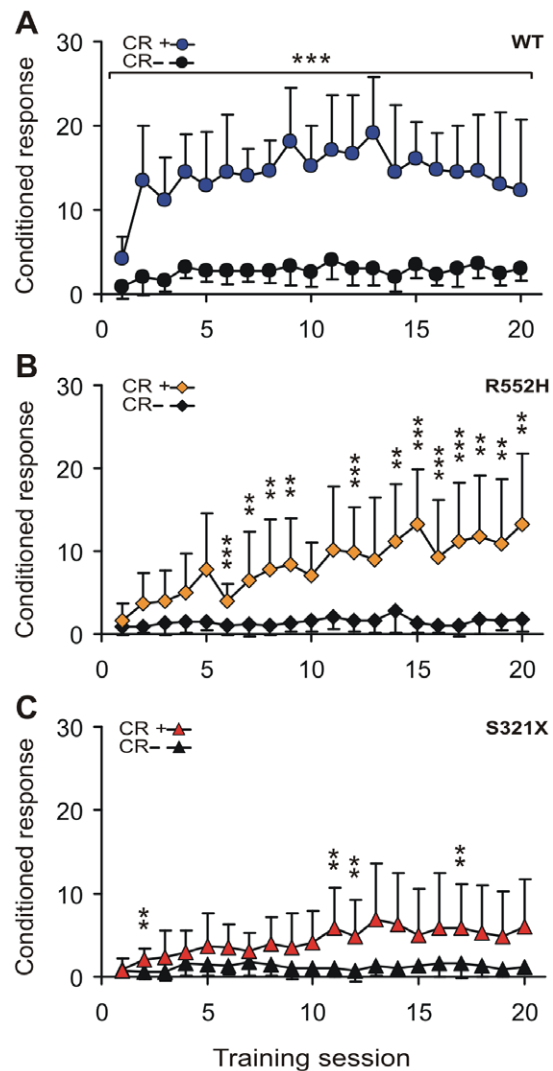 A
30
CR +
WT
CR–
***
20
10
0
Conditioned response
0 5 10 15 20
B
30
CR +
R552H
CR–
20
10
0
Conditioned response
*** ** ** ** *** ** *** *** *** ** ** **
0 5 10 15 20
C
30
CR +
S321X
CR–
20
10
0
Conditioned response
** ** ** **
0 5 10 15 20
Training session